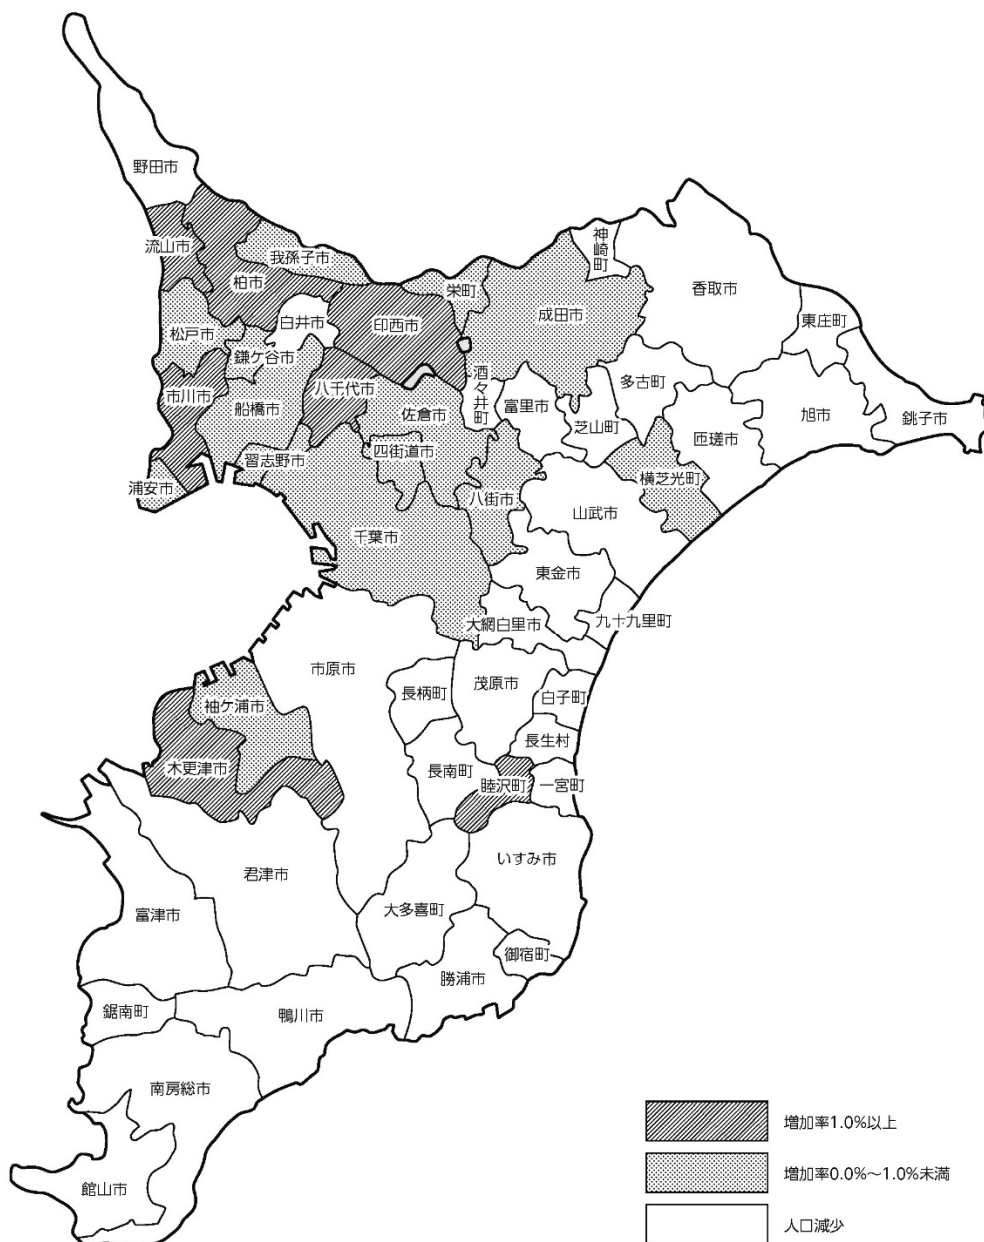 野田市
流山市
柏市
我孫子市
松戸市
鎌ケ谷市
白井市
印西市
栄町
成田市
神崎町
香取市
東庄町
市川市
船橋市
八千代市
佐倉市
酒々井町
富里市
芝山町
多古町
匝瑳市
旭市
銚子市
浦安市
習志野市
四街道市
八街市
横芝光町
千葉市
山武市
東金市
大網白里市
九十九里町
市原市
長柄町
茂原市
白子町
袖ケ浦市
長生村
木更津市
長南町
睦沢町
一宮町
君津市
いすみ市
富津市
大多喜町
御宿町
勝浦市
鋸南町
鴨川市
南房総市
館山市
増加率1.0%以上
増加率0.0%～1.0%未満
人口減少